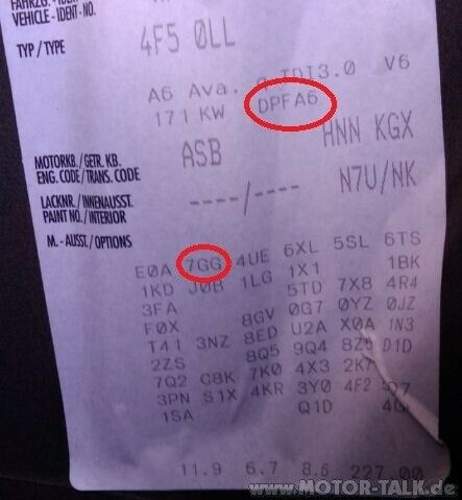 FAHRZG.-IDENT-NR.
VEHICLE-IDENT-NO.
TYP/TYPE 4F5 0LL
A6 Ava. q TDI3.0 V6
171 KW DPFA6
MOTORKB./GETR.KB. ASB HNN KGX
ENG. CODE/TRANS. CODE
LACKNR./INNENAUSST. ----/---- N7U/NK
PAINT NO./INTERIOR
M.-AUSST./OPTIONS
E0A 7GG 4UE 6XL 5SL 6TS
1KD J0B 1LG 1X1 1BK
3FA 5TD 7X8 4R4
F0X 8GV 0G7 0YZ 0JZ
T41 3NZ 8ED U2A X0A 1N3
2ZS 8Q5 9Q4 8Z5 D1D
7Q2 C8K 7K0 4X3 2K7
3PN S1X 4KR 3Y0 4F2
1SA Q1D
11.9 6.7 8.6 227.00
www.MOTOR-TALK.de